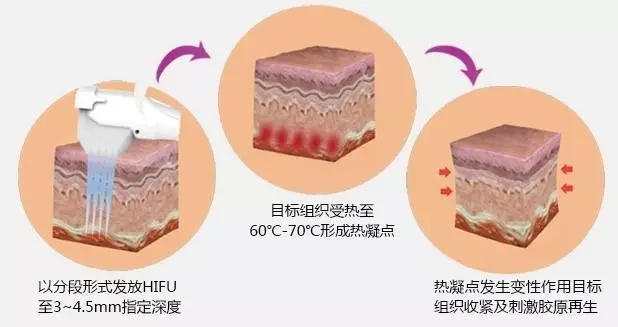 以分段形式发放HIFU
至3~4.5mm指定深度
目标组织受热至
60℃-70℃形成热凝点
热凝点发生变性作用目标
组织收紧及刺激胶原再生